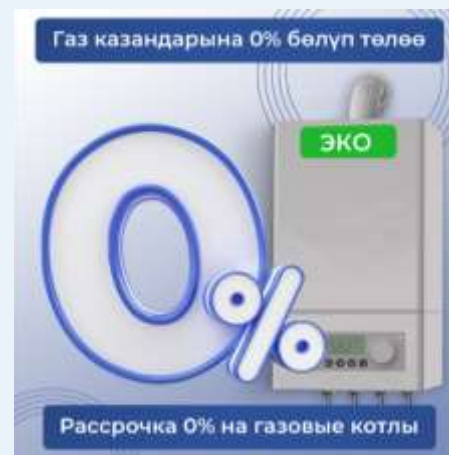 Газ казандарына 0% бөлүп төлөө
ЭКО
0%
Рассрочка 0% на газовые котлы